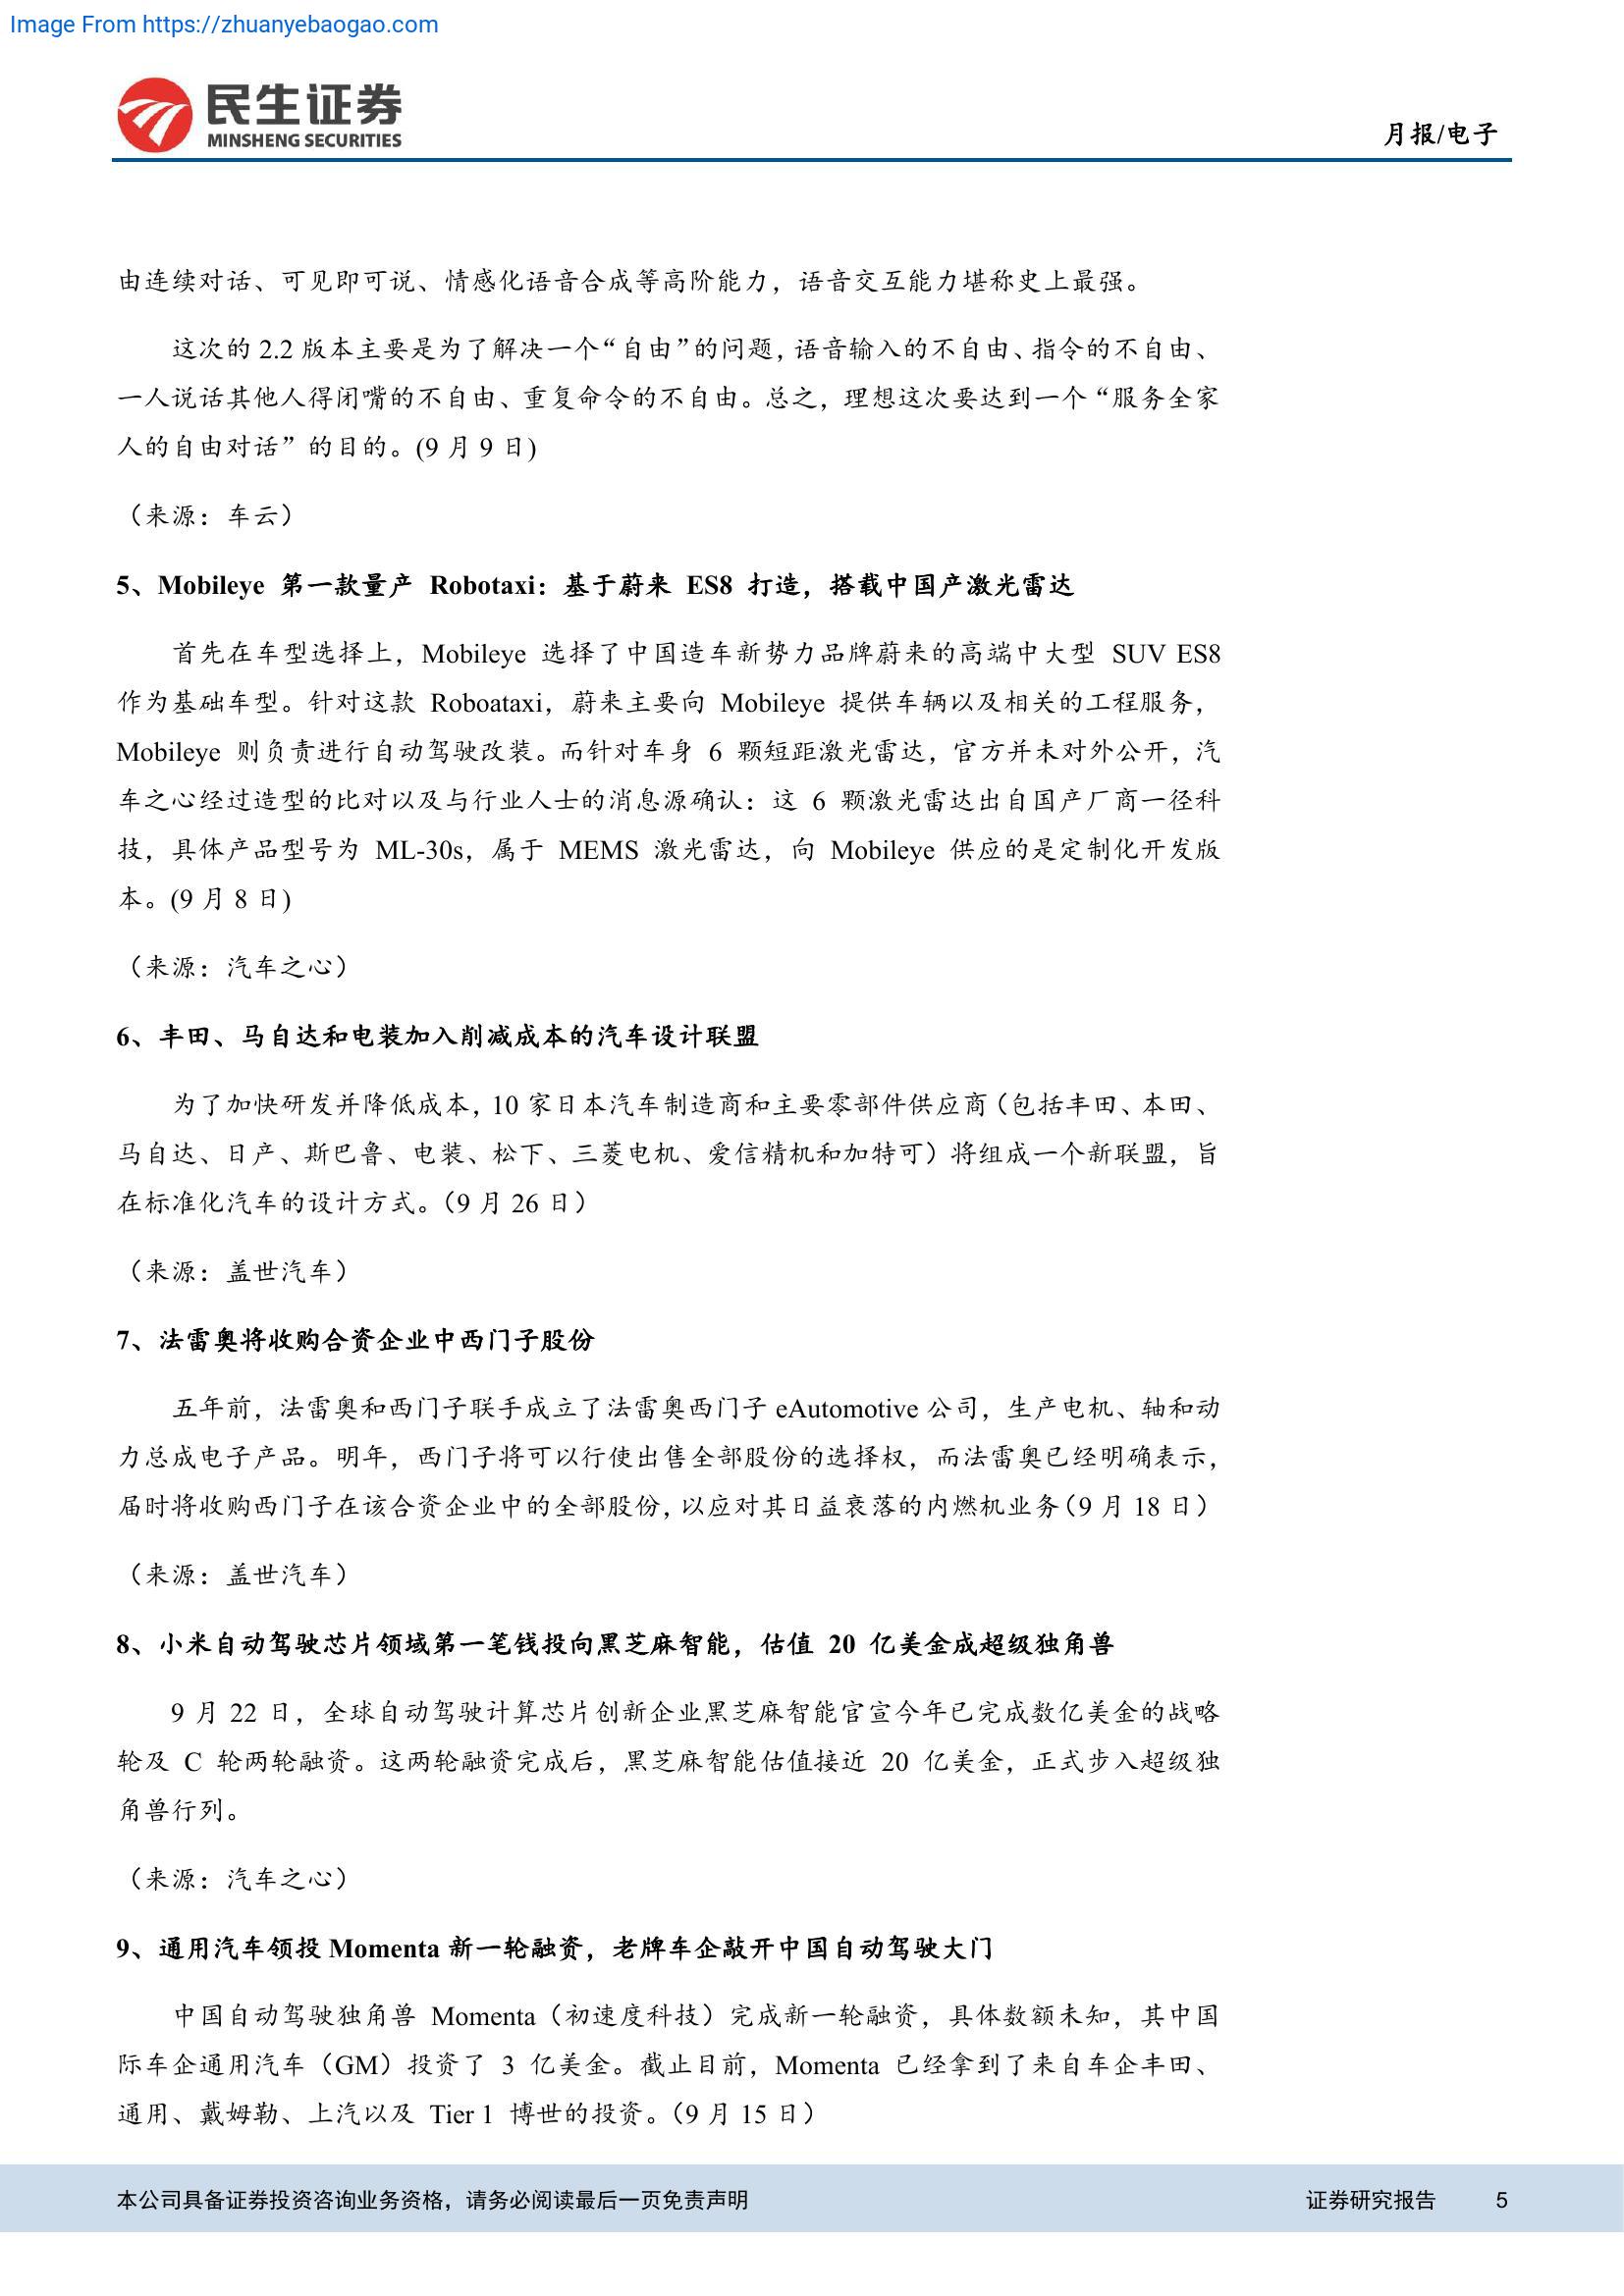 Image From https://zhuanyebaogao.com
民生证券
MINSHENG SECURITIES
月报/电子
由连续对话、可见即可说、情感化语音合成等高阶能力，语音交互能力堪称史上最强。
这次的 2.2 版本主要是为了解决一个“自由”的问题，语音输入的不自由、指令的不自由、
一人说话其他人得闭嘴的不自由、重复命令的不自由。总之，理想这次要达到一个“服务全家
人的自由对话”的目的。(9 月 9 日)
（来源：车云）
5、Mobileye 第一款量产 Robotaxi：基于蔚来 ES8 打造，搭载中国产激光雷达
首先在车型选择上，Mobileye 选择了中国造车新势力品牌蔚来的高端中大型 SUV ES8
作为基础车型。针对这款 Roboataxi，蔚来主要向 Mobileye 提供车辆以及相关的工程服务，
Mobileye 则负责进行自动驾驶改装。而针对车身 6 颗短距激光雷达，官方并未对外公开，汽
车之心经过造型的比对以及与行业人士的消息源确认：这 6 颗激光雷达出自国产厂商一径科
技，具体产品型号为 ML-30s，属于 MEMS 激光雷达，向 Mobileye 供应的是定制化开发版
本。(9 月 8 日)
（来源：汽车之心）
6、丰田、马自达和电装加入削减成本的汽车设计联盟
为了加快研发并降低成本，10 家日本汽车制造商和主要零部件供应商（包括丰田、本田、
马自达、日产、斯巴鲁、电装、松下、三菱电机、爱信精机和加特可）将组成一个新联盟，旨
在标准化汽车的设计方式。（9 月 26 日）
（来源：盖世汽车）
7、法雷奥将收购合资企业中西门子股份
五年前，法雷奥和西门子联手成立了法雷奥西门子 eAutomotive 公司，生产电机、轴和动
力总成电子产品。明年，西门子将可以行使出售全部股份的选择权，而法雷奥已经明确表示，
届时将收购西门子在该合资企业中的全部股份，以应对其日益衰落的内燃机业务（9 月 18 日）
（来源：盖世汽车）
8、小米自动驾驶芯片领域第一笔钱投向黑芝麻智能，估值 20 亿美金成超级独角兽
9 月 22 日，全球自动驾驶计算芯片创新企业黑芝麻智能官宣今年已完成数亿美金的战略
轮及 C 轮两轮融资。这两轮融资完成后，黑芝麻智能估值接近 20 亿美金，正式步入超级独
角兽行列。
（来源：汽车之心）
9、通用汽车领投 Momenta 新一轮融资，老牌车企敲开中国自动驾驶大门
中国自动驾驶独角兽 Momenta（初速度科技）完成新一轮融资，具体数额未知，其中国
际车企通用汽车（GM）投资了 3 亿美金。截止目前，Momenta 已经拿到了来自车企丰田、
通用、戴姆勒、上汽以及 Tier 1 博世的投资。（9 月 15 日）
本公司具备证券投资咨询业务资格，请务必阅读最后一页免责声明
证券研究报告 5